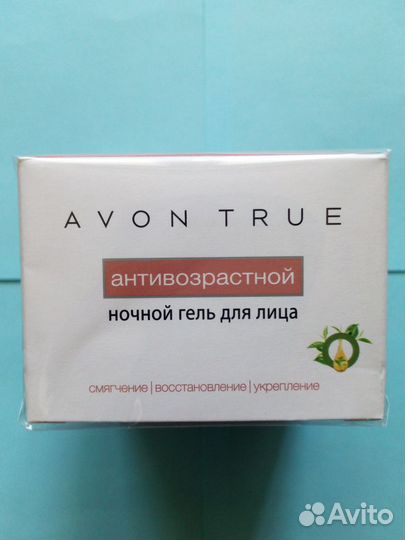 AVON TRUE
антивозрастной
ночной гель для лица
смягчение|восстановление|укрепление
Avito